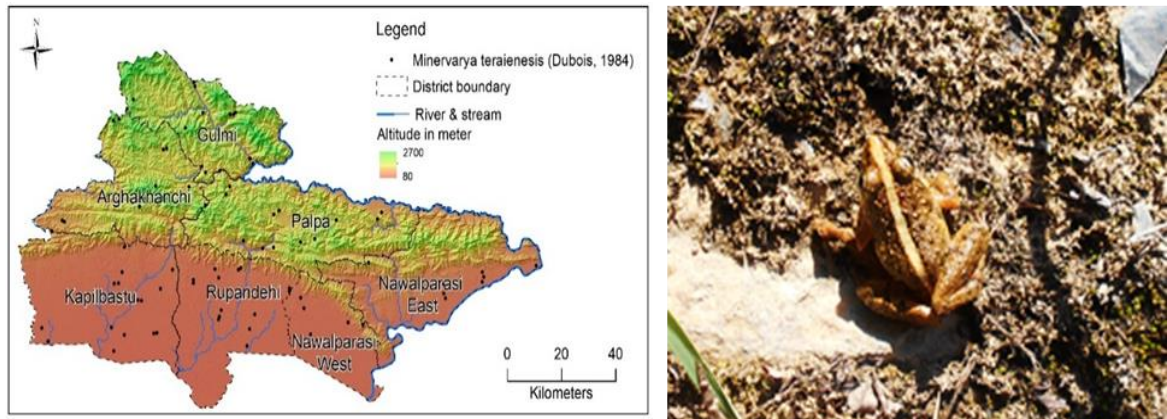 N
Legend
Minervarya teraienesis (Dubois, 1984)
District boundary
River & stream
Altitude in meter
2700
80
Gulmi
Arghakhanchi
Palpa
Kapilbastu
Rupandehi
Nawalparasi
East
Nawalparasi
West
0 20 40
Kilometers